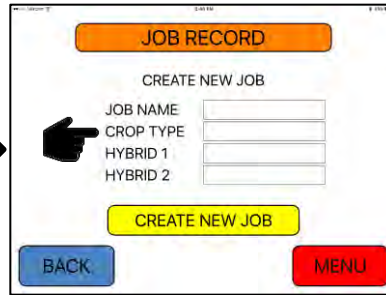 JOB RECORD
CREATE NEW JOB
JOB NAME
CROP TYPE
HYBRID 1
HYBRID 2
CREATE NEW JOB
BACK
MENU